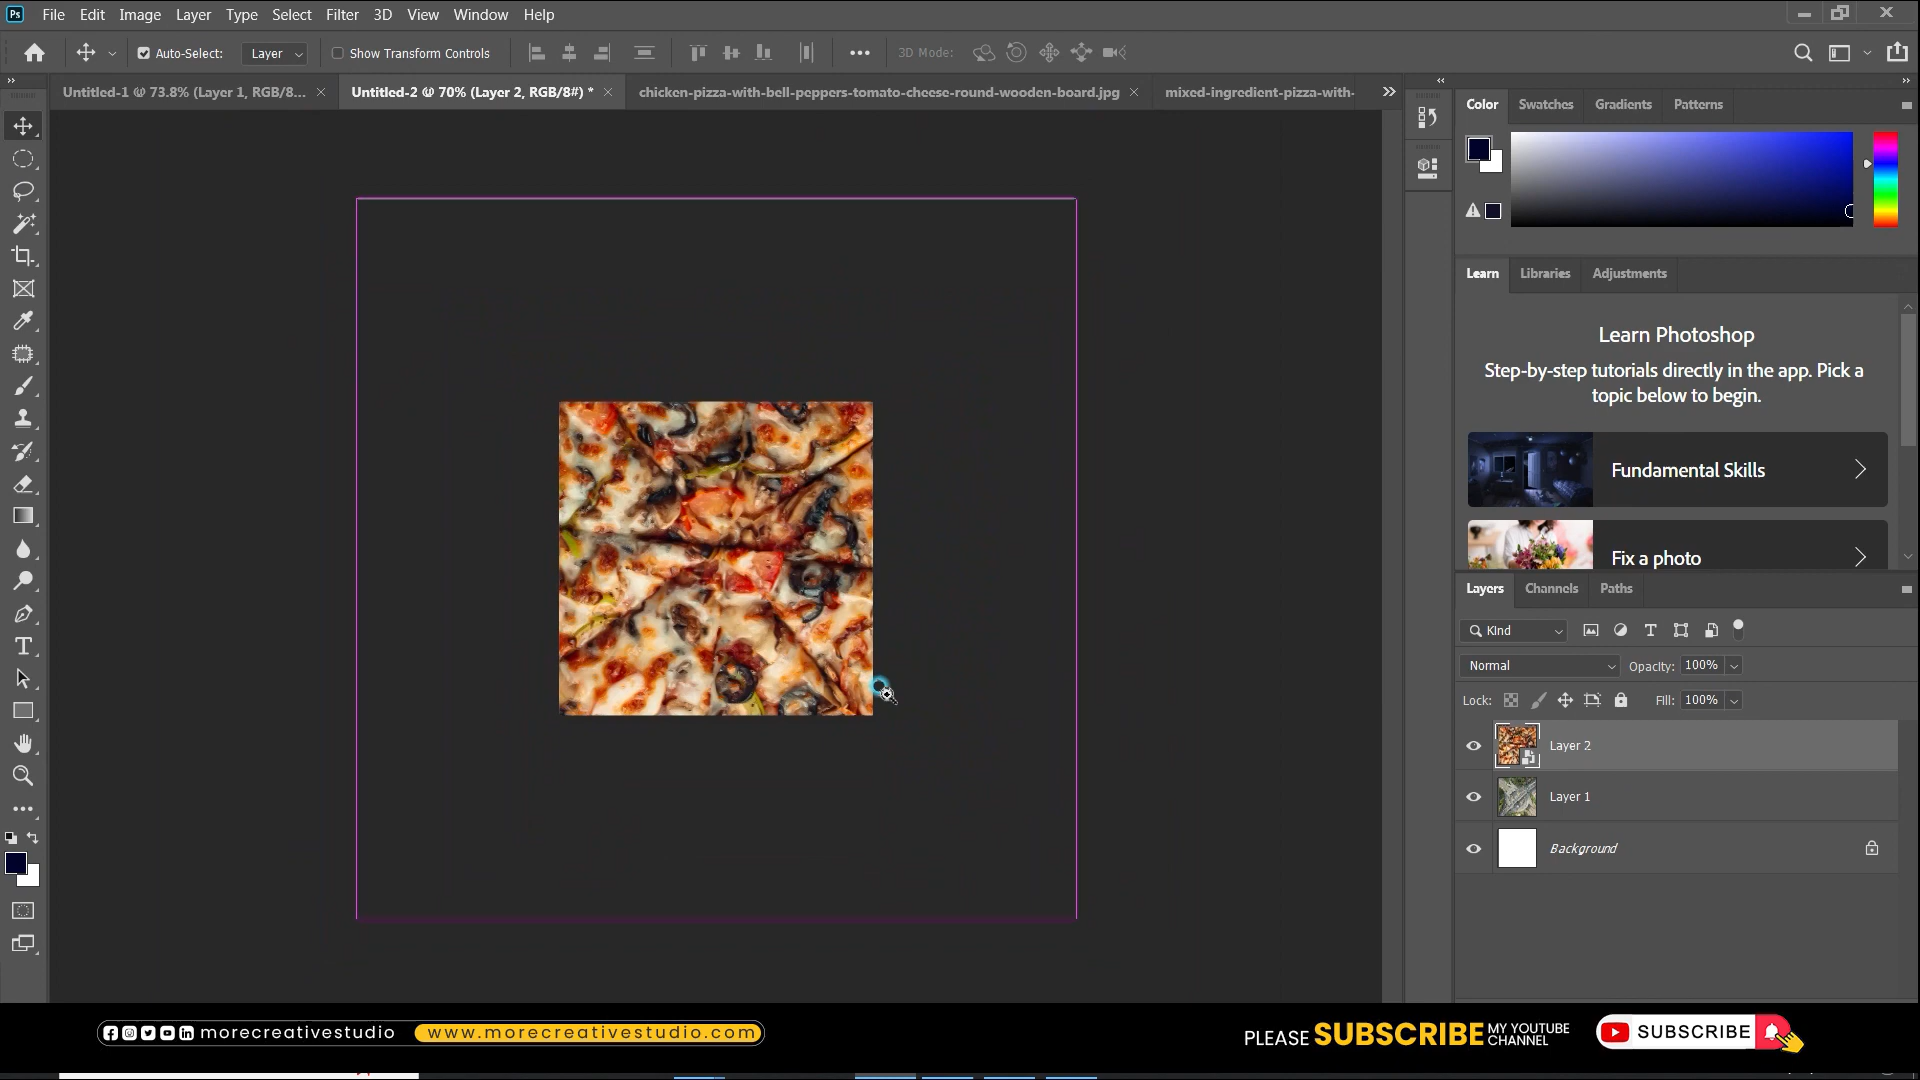 Ps File Edit Image Layer Type Select Filter 3D View Window Help
Auto-Select: Layer Show Transform Controls 3D Mode:
Untitled-1 @ 73.8% (Layer 1, RGB/8... Untitled-2 @ 70% (Layer 2, RGB/8#) * chicken-pizza-with-bell-peppers-tomato-cheese-round-wooden-board.jpg mixed-ingredient-pizza-with-
Color Swatches Gradients Patterns
Learn Libraries Adjustments
Learn Photoshop
Step-by-step tutorials directly in the app. Pick a
topic below to begin.
Fundamental Skills
Fix a photo
Layers Channels Paths
Kind
Normal Opacity: 100%
Lock: Fill: 100%
Layer 2
Layer 1
Background
morecreativestudio www.morecreativestudio.com
PLEASE SUBSCRIBE MY YOUTUBE CHANNEL SUBSCRIBE